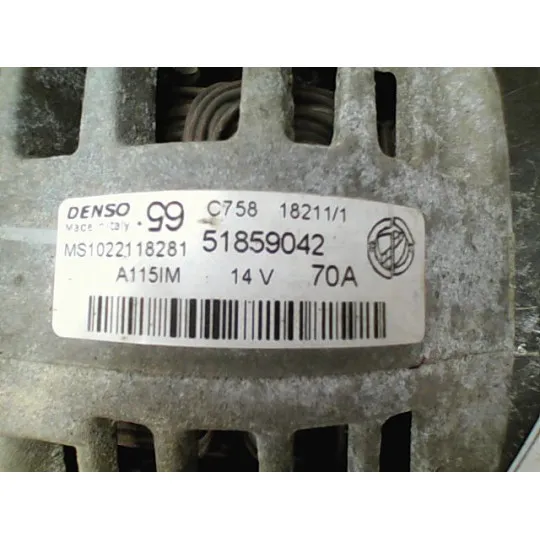 DENSO .99 C758 18211/1
Made in Italy
MS1022118281 51859042
A115IM 14 V 70A